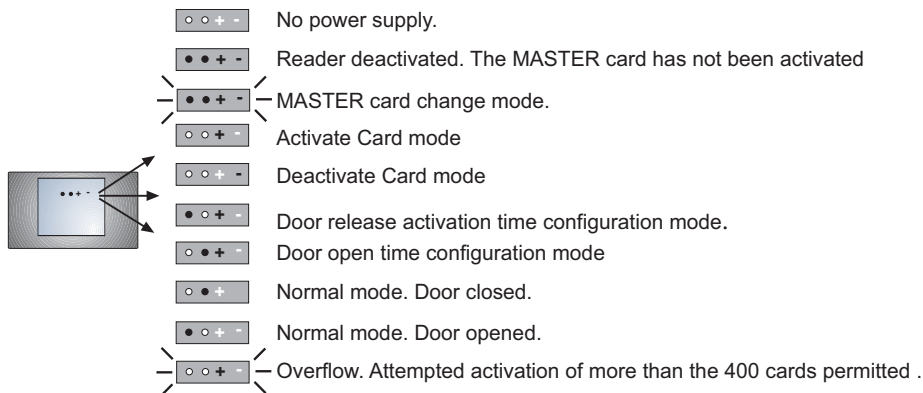 No power supply.
Reader deactivated. The MASTER card has not been activated
MASTER card change mode.
Activate Card mode
Deactivate Card mode
Door release activation time configuration mode.
Door open time configuration mode
Normal mode. Door closed.
Normal mode. Door opened.
Overflow. Attempted activation of more than the 400 cards permitted .